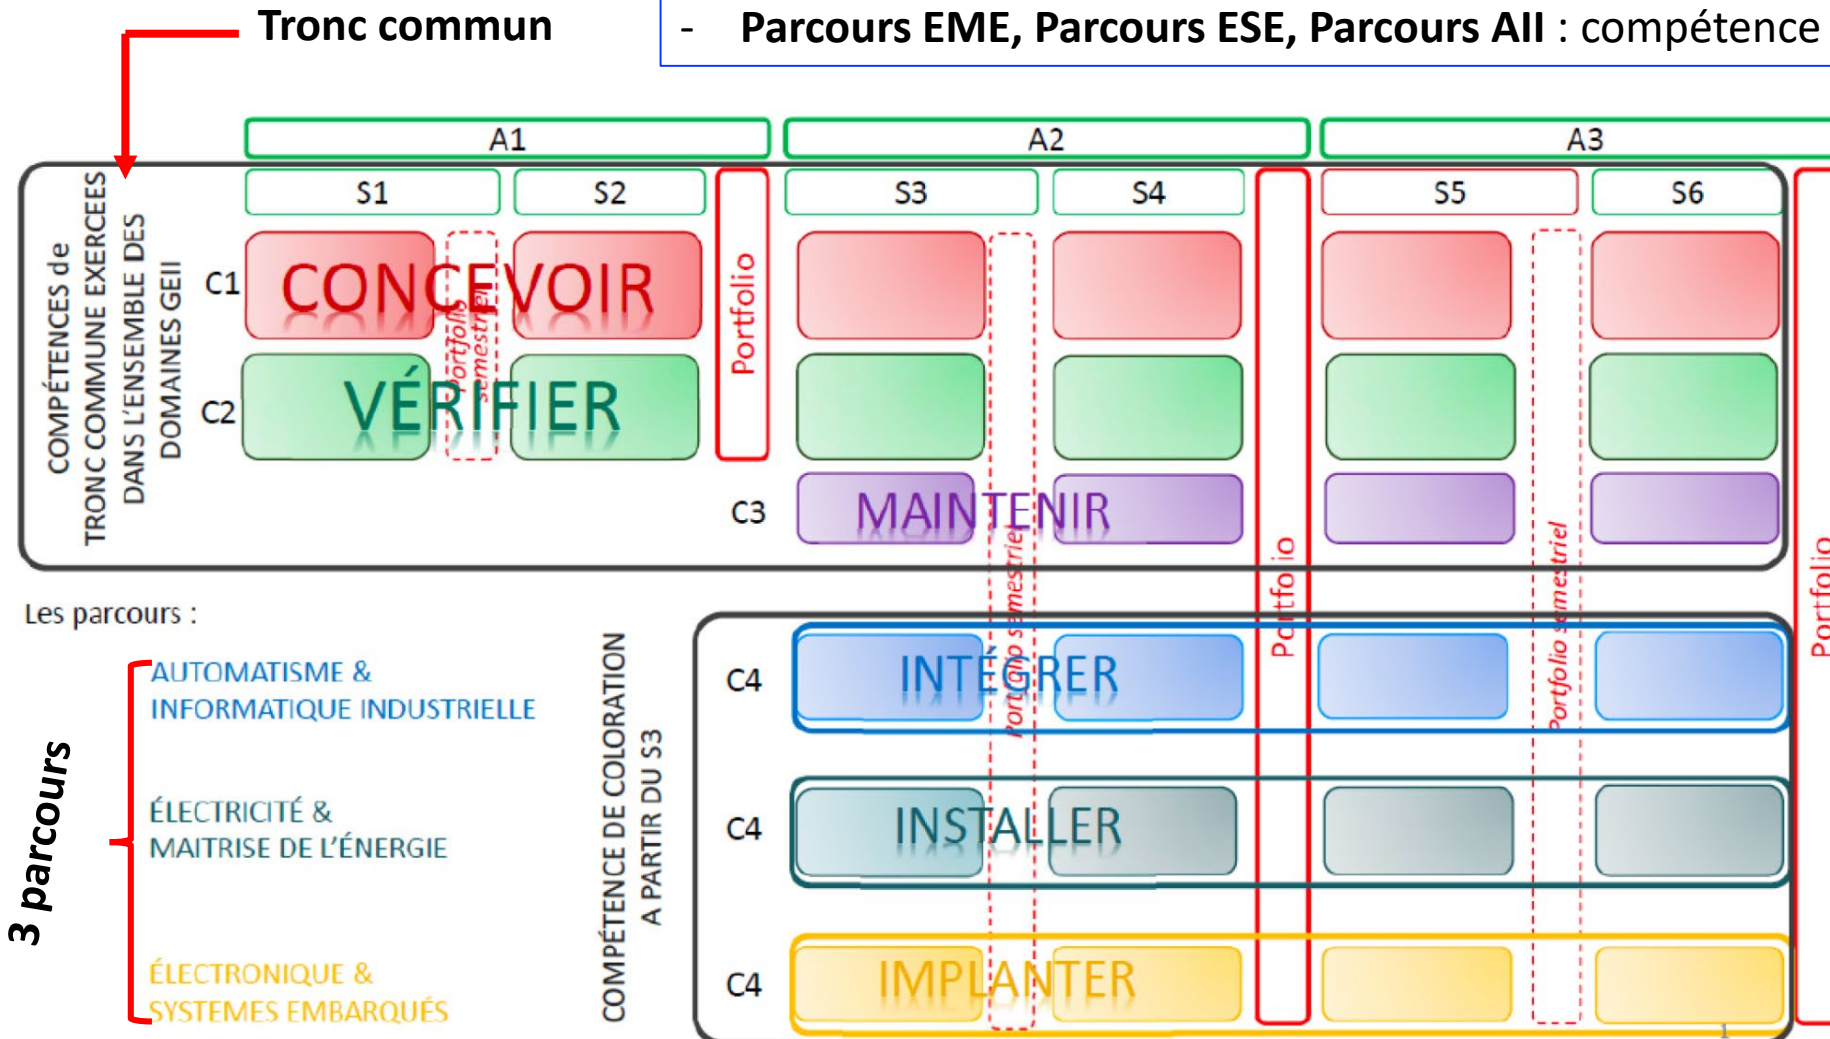 Tronc commun
- Parcours EME, Parcours ESE, Parcours AII : compétence
A1
A2
A3
S1
S2
S3
S4
S5
S6
COMPÉTENCES de
TRONC COMMUNE EXERCEES
DANS L'ENSEMBLE DES
DOMAINES GEII
C1
CONCEVOIR
C2
VÉRIFIER
Portfolio
semestriel
Portfolio
C3
MAINTENIR
Portfolio semestriel
Portfolio
Portfolio semestriel
Portfolio
Les parcours :
3 parcours
AUTOMATISME &
INFORMATIQUE INDUSTRIELLE
ÉLECTRICITÉ &
MAITRISE DE L'ÉNERGIE
ÉLECTRONIQUE &
SYSTEMES EMBARQUÉS
COMPÉTENCE DE COLORATION
A PARTIR DU S3
C4
INTÉGRER
C4
INSTALLER
C4
IMPLANTER
1